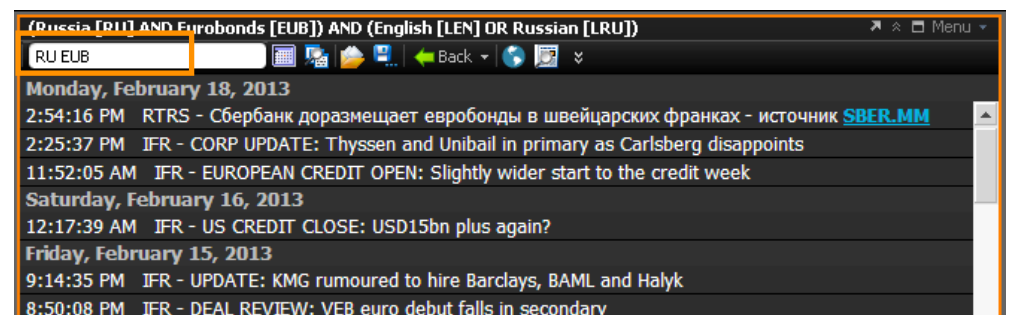 (Russia [RU] AND Eurobonds [EUB]) AND (English [LEN] OR Russian [LRU]) Menu
RU EUB Back
Monday, February 18, 2013
2:54:16 PM RTRS - Сбербанк доразмещает евробонды в швейцарских франках - источник SBER.MM
2:25:37 PM IFR - CORP UPDATE: Thyssen and Unibail in primary as Carlsberg disappoints
11:52:05 AM IFR - EUROPEAN CREDIT OPEN: Slightly wider start to the credit week
Saturday, February 16, 2013
12:17:39 AM IFR - US CREDIT CLOSE: USD15bn plus again?
Friday, February 15, 2013
9:14:35 PM IFR - UPDATE: KMG rumoured to hire Barclays, BAML and Halyk
8:50:08 PM IFR - DEAL REVIEW: VEB euro debut falls in secondary